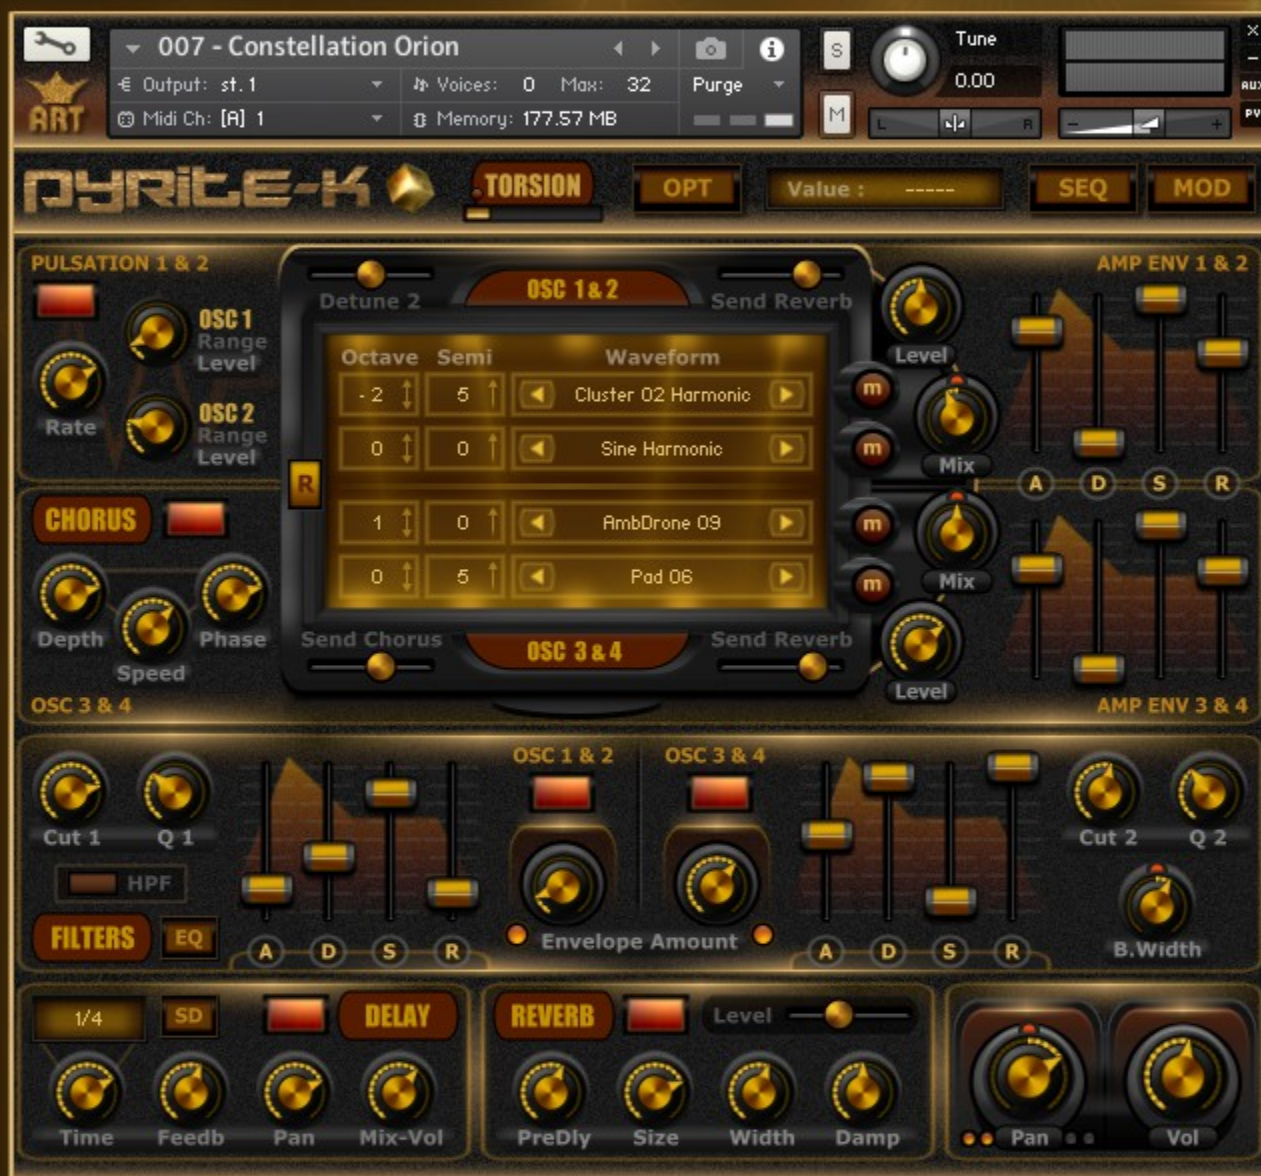 007 - Constellation Orion
Output: st. 1
Voices: 0 Max: 32
Purge
Midi Ch: [A] 1
Memory: 177.57 MB
S
M
Tune
0.00
L R
- +
X
-
AUX
PV
ART
PYRITE-K
TORSION
OPT
Value : -----
SEQ
MOD
PULSATION 1 & 2
OSC 1
Range
Level
OSC 2
Range
Level
Rate
Detune 2
OSC 1 & 2
Send Reverb
Octave Semi Waveform
- 2 5 Cluster 02 Harmonic
0 0 Sine Harmonic
1 0 AmbDrone 09
0 5 Pad 06
R
m
m
m
m
Level
Mix
Mix
Level
AMP ENV 1 & 2
A D S R
AMP ENV 3 & 4
CHORUS
Depth
Speed
Phase
OSC 3 & 4
Send Chorus
OSC 3 & 4
Send Reverb
Cut 1
Q 1
HPF
FILTERS
EQ
A D S R
OSC 1 & 2
OSC 3 & 4
Envelope Amount
A D S R
Cut 2
Q 2
B.Width
1/4
SD
DELAY
Time
Feedb
Pan
Mix-Vol
REVERB
Level
PreDly
Size
Width
Damp
Pan
Vol